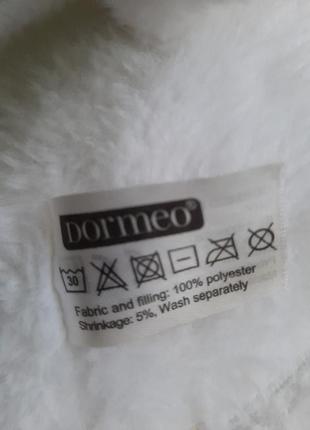 Dormeo®
30
Fabric and filling: 100% polyester
Shrinkage: 5%, Wash separately